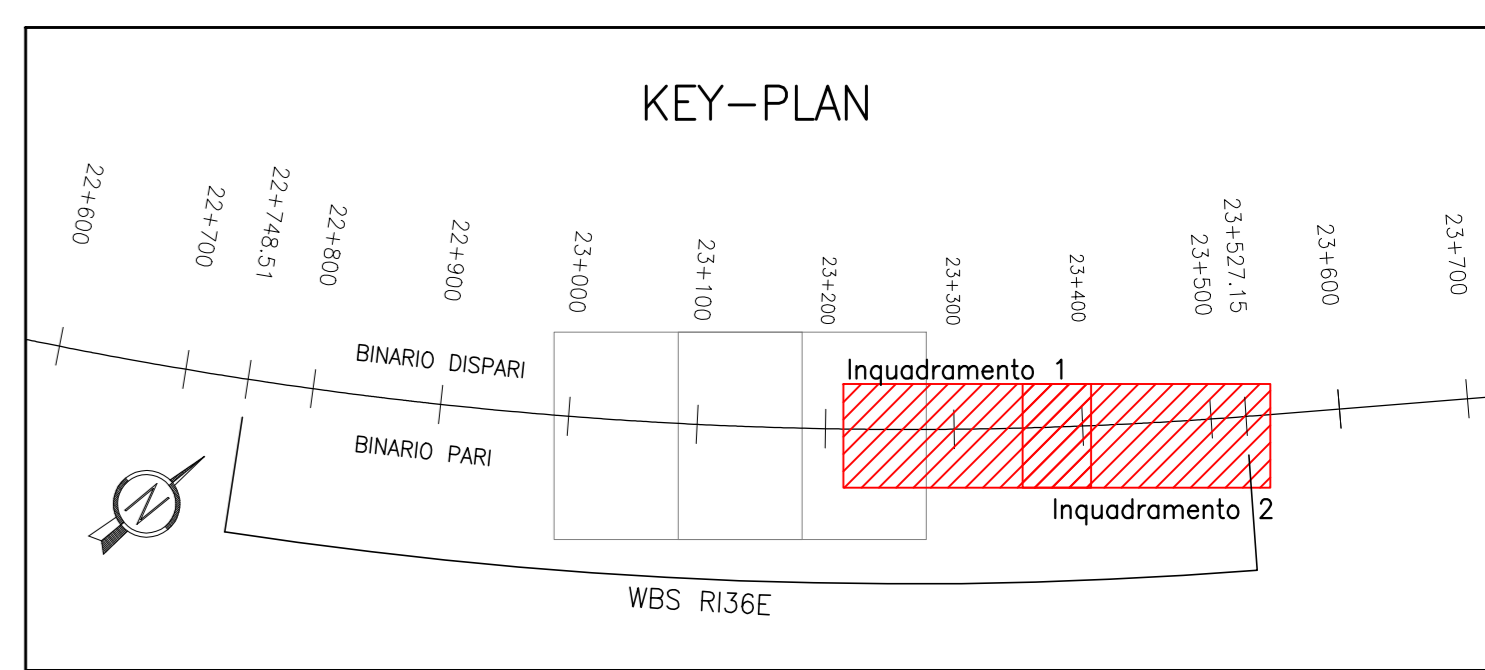 KEY-PLAN
22+600
22+700
22+748.51
22+800
22+900
23+000
23+100
23+200
23+300
23+400
23+500
23+527.15
23+600
23+700
BINARIO DISPARI
BINARIO PARI
Inquadramento 1
Inquadramento 2
N
WBS RI36E